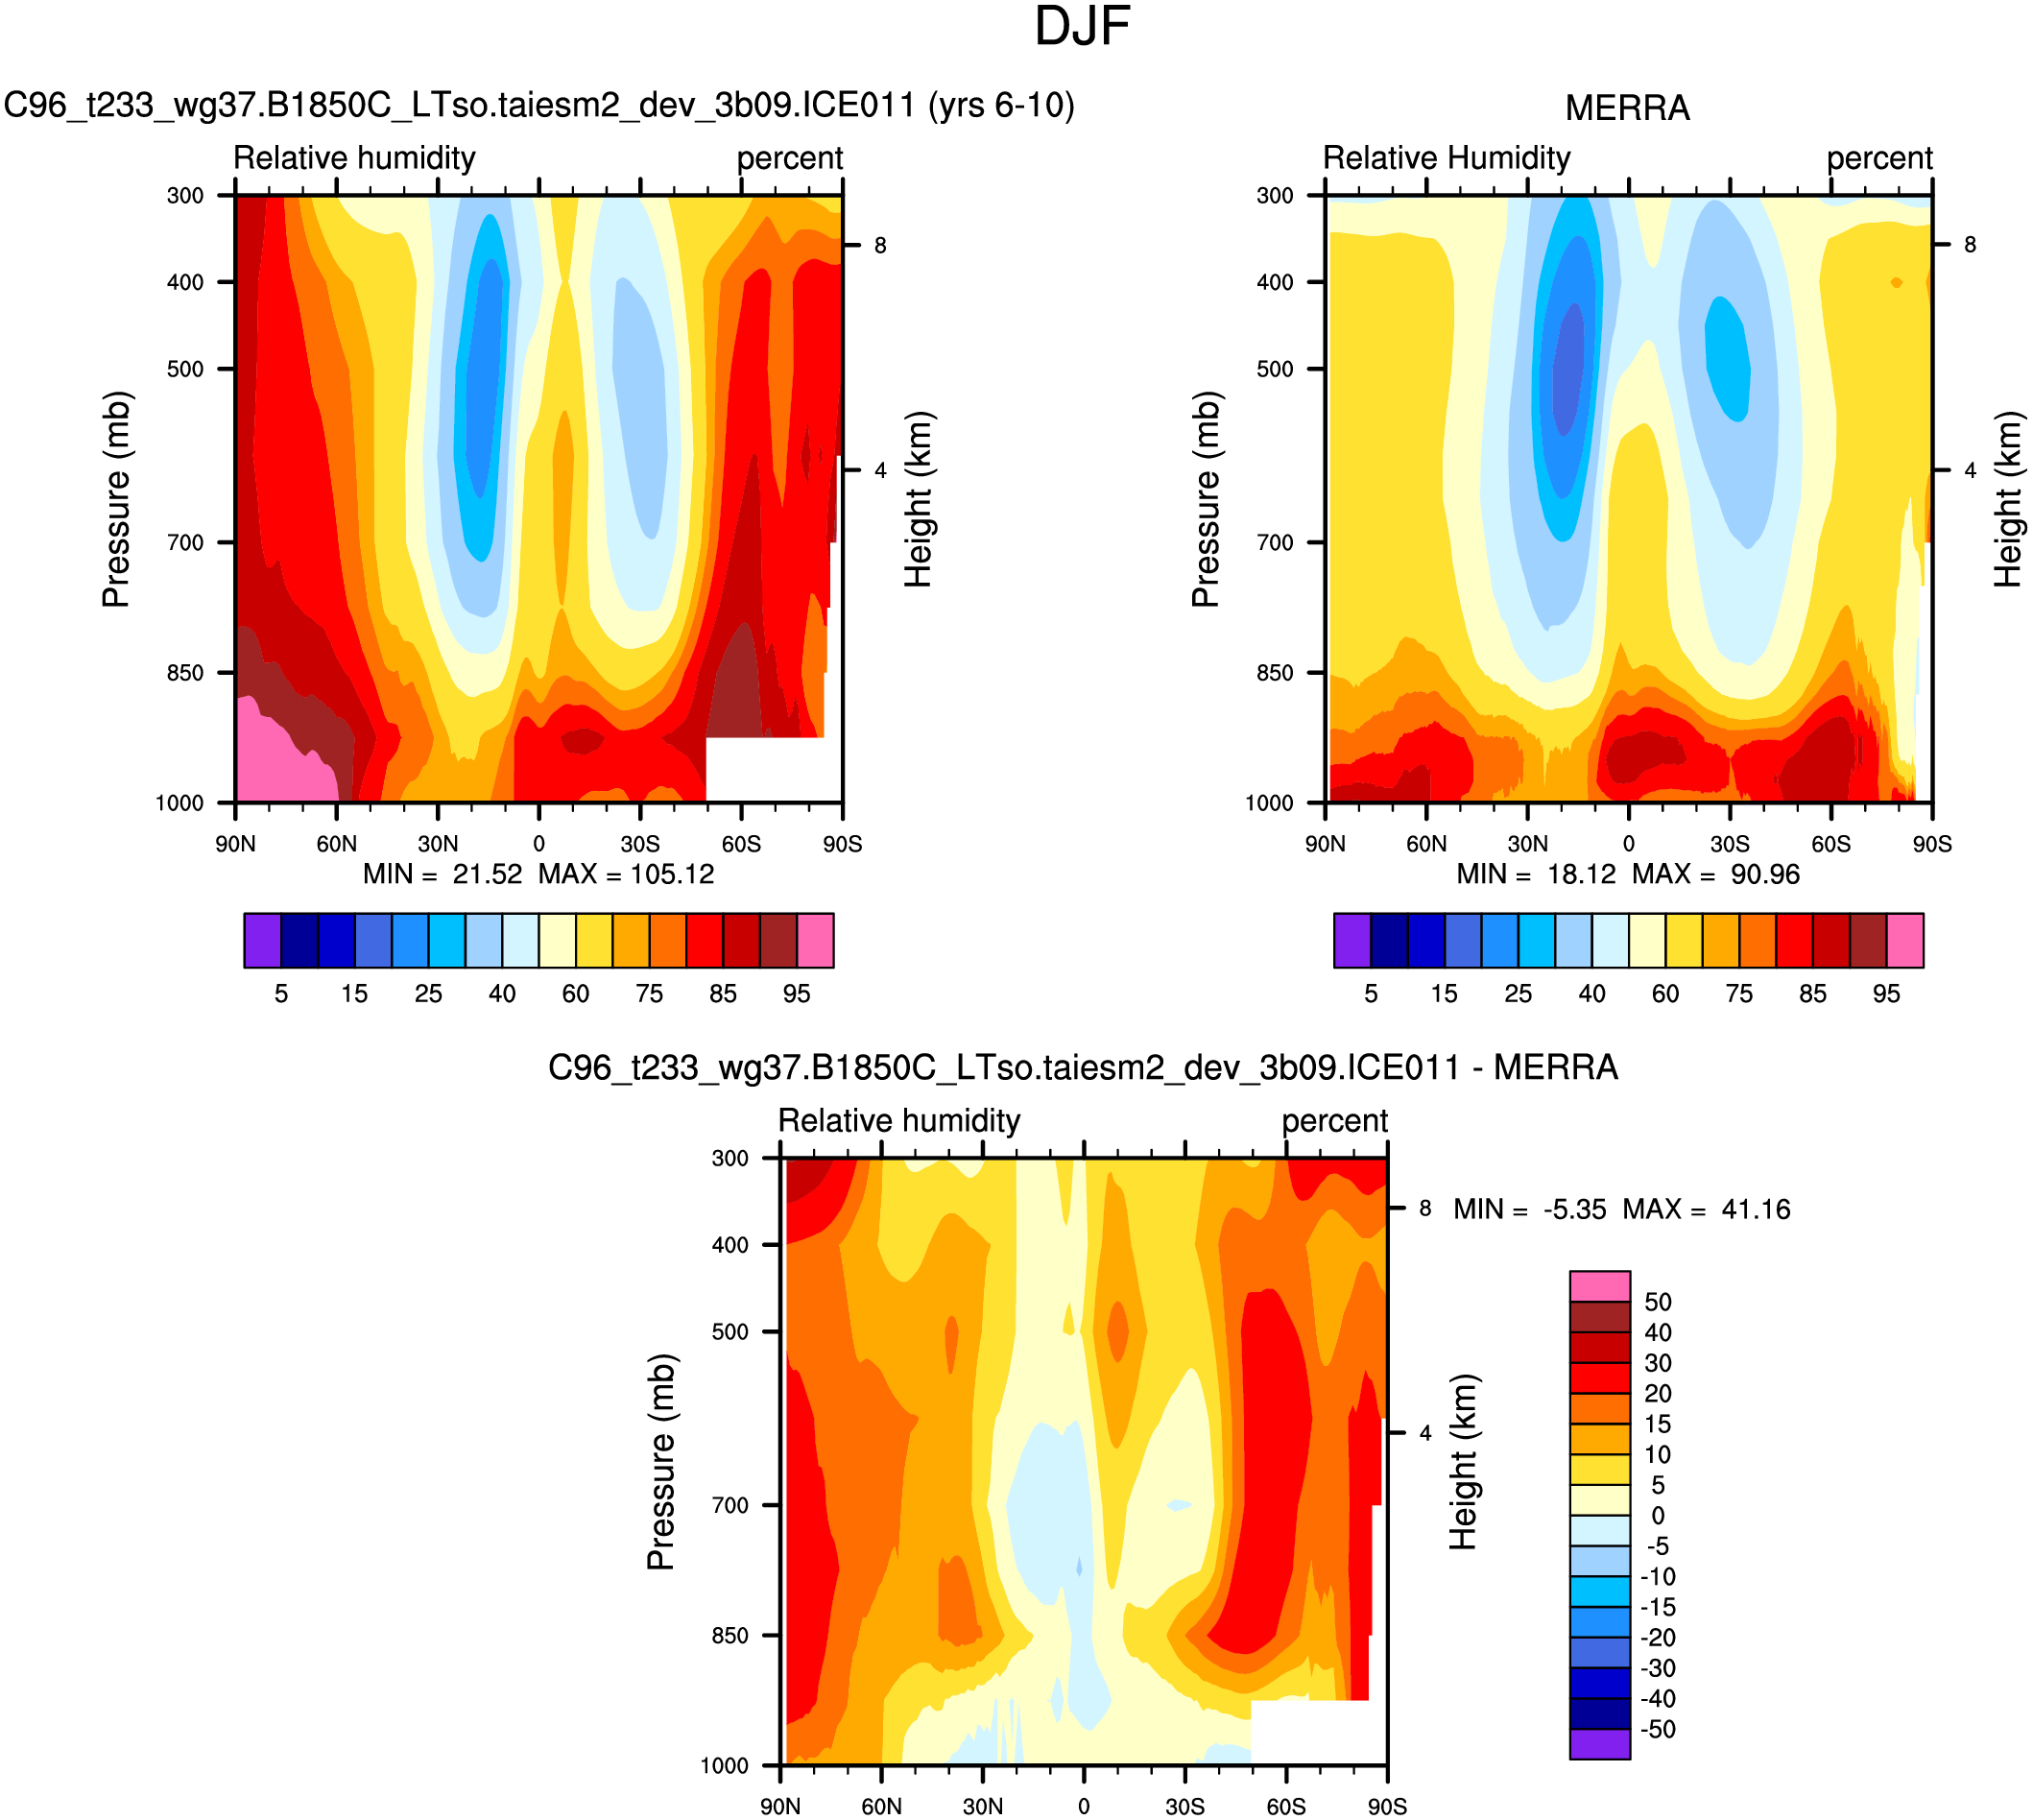 DJF
C96_t233_wg37.B1850C_LTso.taiesm2_dev_3b09.ICE011 (yrs 6-10)
Relative humidity percent
300
400
500
700
850
1000
Pressure (mb)
8
4
Height (km)
90N 60N 30N 0 30S 60S 90S
MIN = 21.52 MAX = 105.12
5 15 25 40 60 75 85 95
MERRA
Relative Humidity percent
300
400
500
700
850
1000
Pressure (mb)
8
4
Height (km)
90N 60N 30N 0 30S 60S 90S
MIN = 18.12 MAX = 90.96
5 15 25 40 60 75 85 95
C96_t233_wg37.B1850C_LTso.taiesm2_dev_3b09.ICE011 - MERRA
Relative humidity percent
300
400
500
700
850
1000
Pressure (mb)
8
4
Height (km)
90N 60N 30N 0 30S 60S 90S
MIN = -5.35 MAX = 41.16
50
40
30
20
15
10
5
0
-5
-10
-15
-20
-30
-40
-50